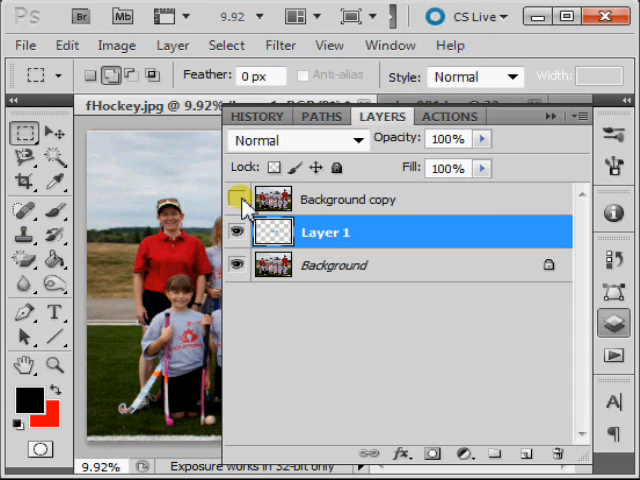 Ps Br Mb 9.92 CS Live
File Edit Image Layer Select Filter View Window Help
Feather: 0 px Anti-alias Style: Normal Width:
fHockey.jpg @ 9.92%
HISTORY PATHS LAYERS ACTIONS
Normal Opacity: 100%
Lock: Fill: 100%
Background copy
Layer 1
Background
fx
9.92% Exposure works in 32-bit only